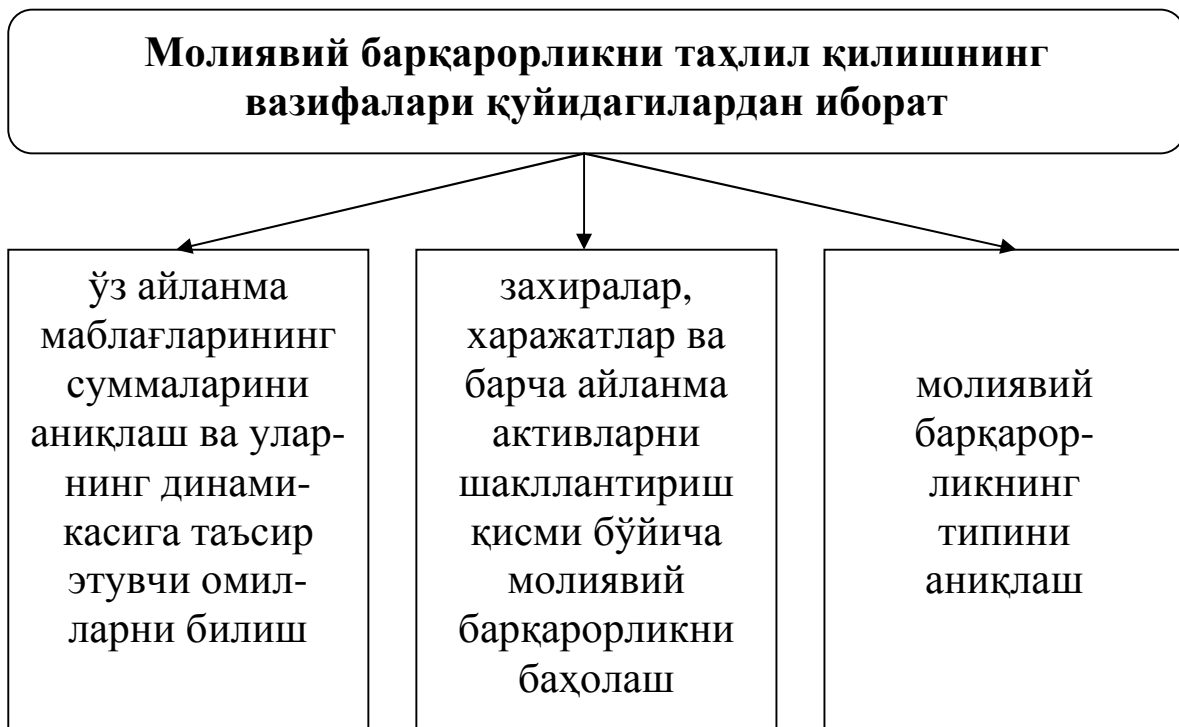 Молиявий барқарорликни таҳлил қилишнинг
вазифалари қуйидагилардан иборат
ўз айланма
маблағларининг
суммаларини
аниқлаш ва улар-
нинг динами-
касига таъсир
этувчи омил-
ларни билиш
захиралар,
харажатлар ва
барча айланма
активларни
шакллантириш
қисми бўйича
молиявий
барқарорликни
баҳолаш
молиявий
барқарор-
ликнинг
типини
аниқлаш